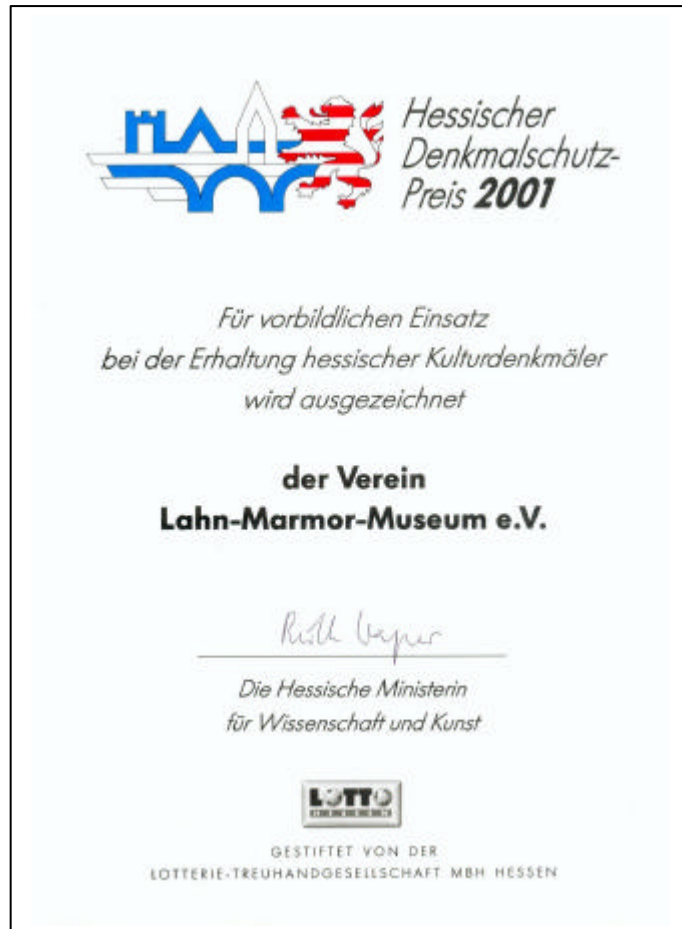 Hessischer
Denkmalschutz-
Preis 2001
Für vorbildlichen Einsatz
bei der Erhaltung hessischer Kulturdenkmäler
wird ausgezeichnet
der Verein
Lahn-Marmor-Museum e.V.
Die Hessische Ministerin
für Wissenschaft und Kunst
LOTTO
HESSEN
GESTIFTET VON DER
LOTTERIE-TREUHANDGESELLSCHAFT MBH HESSEN